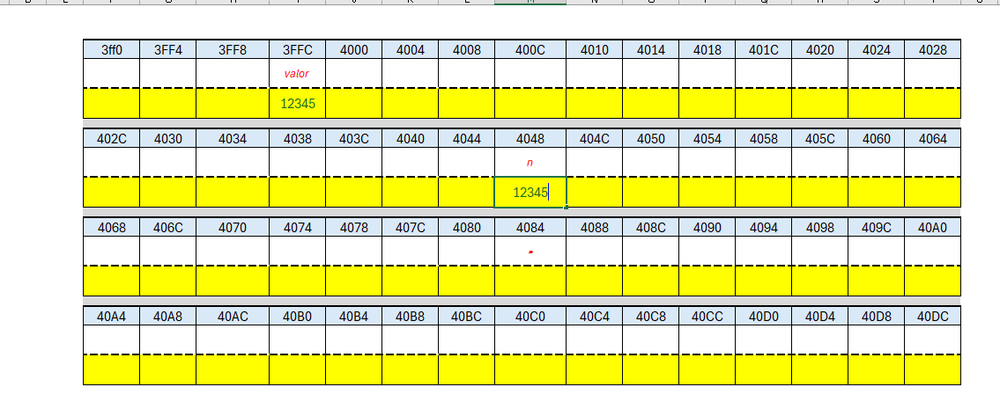 3ff0 3FF4 3FF8 3FFC 4000 4004 4008 400C 4010 4014 4018 401C 4020 4024 4028
valor
12345
402C 4030 4034 4038 403C 4040 4044 4048 404C 4050 4054 4058 405C 4060 4064
n
12345
4068 406C 4070 4074 4078 407C 4080 4084 4088 408C 4090 4094 4098 409C 40A0
40A4 40A8 40AC 40B0 40B4 40B8 40BC 40C0 40C4 40C8 40CC 40D0 40D4 40D8 40DC